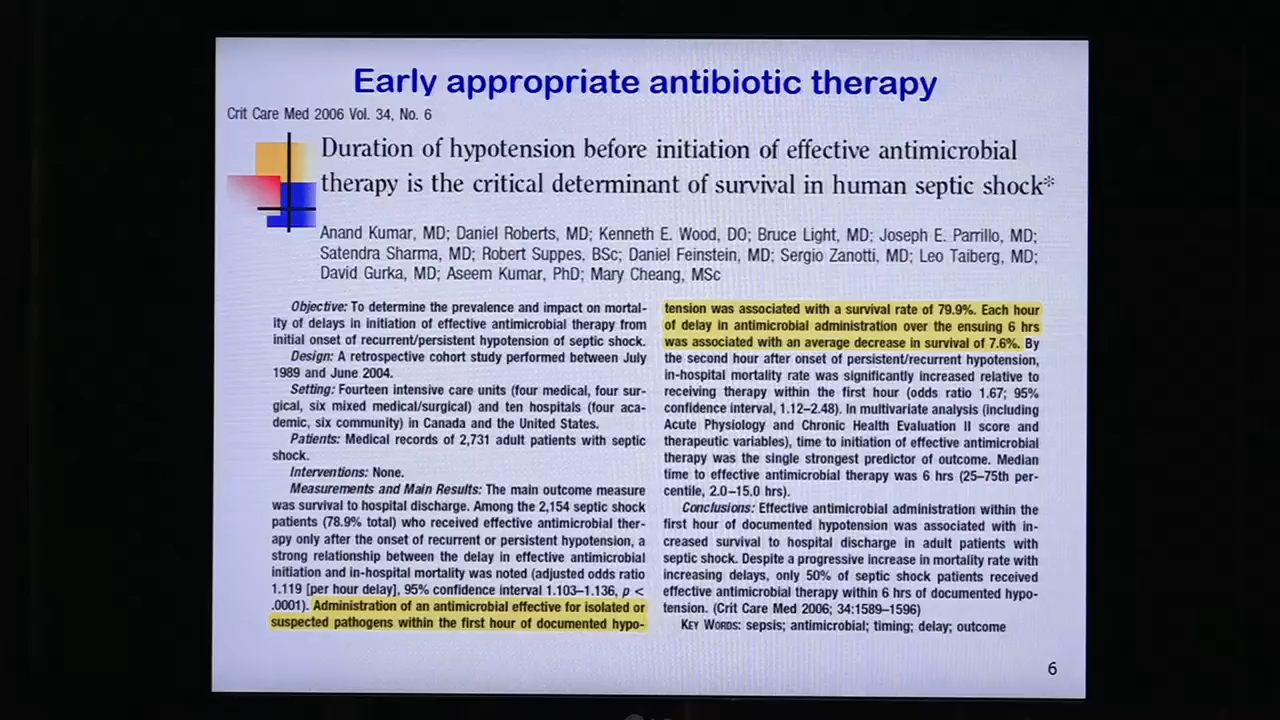 Early appropriate antibiotic therapy
Crit Care Med 2006 Vol. 34, No. 6
Duration of hypotension before initiation of effective antimicrobial
therapy is the critical determinant of survival in human septic shock*
Anand Kumar, MD; Daniel Roberts, MD; Kenneth E. Wood, DO; Bruce Light, MD; Joseph E. Parrillo, MD;
Satendra Sharma, MD; Robert Suppes, BSc; Daniel Feinstein, MD; Sergio Zanotti, MD; Leo Taiberg, MD;
David Gurka, MD; Aseem Kumar, PhD; Mary Cheang, MSc
Objective: To determine the prevalence and impact on mortal-
ity of delays in initiation of effective antimicrobial therapy from
initial onset of recurrent/persistent hypotension of septic shock.
Design: A retrospective cohort study performed between July
1989 and June 2004.
Setting: Fourteen intensive care units (four medical, four sur-
gical, six mixed medical/surgical) and ten hospitals (four aca-
demic, six community) in Canada and the United States.
Patients: Medical records of 2,731 adult patients with septic
shock.
Interventions: None.
Measurements and Main Results: The main outcome measure
was survival to hospital discharge. Among the 2,154 septic shock
patients (78.9% total) who received effective antimicrobial ther-
apy only after the onset of recurrent or persistent hypotension, a
strong relationship between the delay in effective antimicrobial
initiation and in-hospital mortality was noted (adjusted odds ratio
1.119 [per hour delay], 95% confidence interval 1.103–1.136, p <
.0001). Administration of an antimicrobial effective for isolated or
suspected pathogens within the first hour of documented hypo-
tension was associated with a survival rate of 79.9%. Each hour
of delay in antimicrobial administration over the ensuing 6 hrs
was associated with an average decrease in survival of 7.6%. By
the second hour after onset of persistent/recurrent hypotension,
in-hospital mortality rate was significantly increased relative to
receiving therapy within the first hour (odds ratio 1.67; 95%
confidence interval, 1.12–2.48). In multivariate analysis (including
Acute Physiology and Chronic Health Evaluation II score and
therapeutic variables), time to initiation of effective antimicrobial
therapy was the single strongest predictor of outcome. Median
time to effective antimicrobial therapy was 6 hrs (25–75th per-
centile, 2.0–15.0 hrs).
Conclusions: Effective antimicrobial administration within the
first hour of documented hypotension was associated with in-
creased survival to hospital discharge in adult patients with
septic shock. Despite a progressive increase in mortality rate with
increasing delays, only 50% of septic shock patients received
effective antimicrobial therapy within 6 hrs of documented hypo-
tension. (Crit Care Med 2006; 34:1589–1596)
KEY WORDS: sepsis; antimicrobial; timing; delay; outcome
6